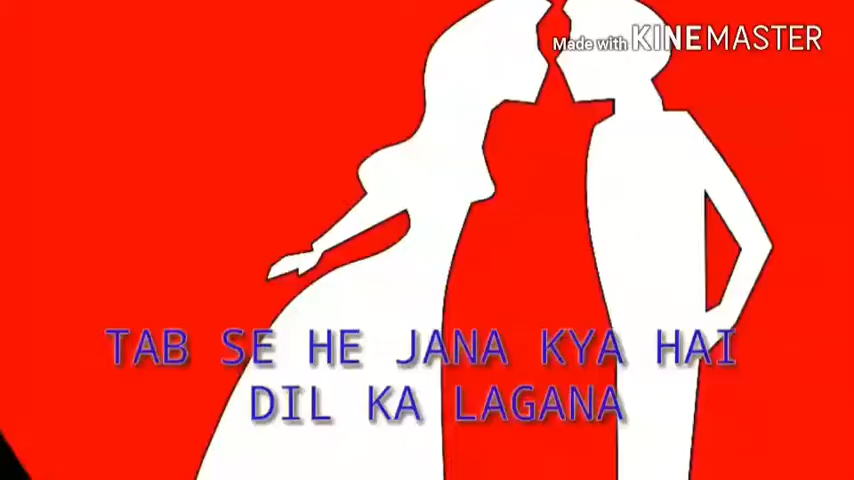 Made with KINEMASTER
TAB SE HE JANA KYA HAI
DIL KA LAGANA